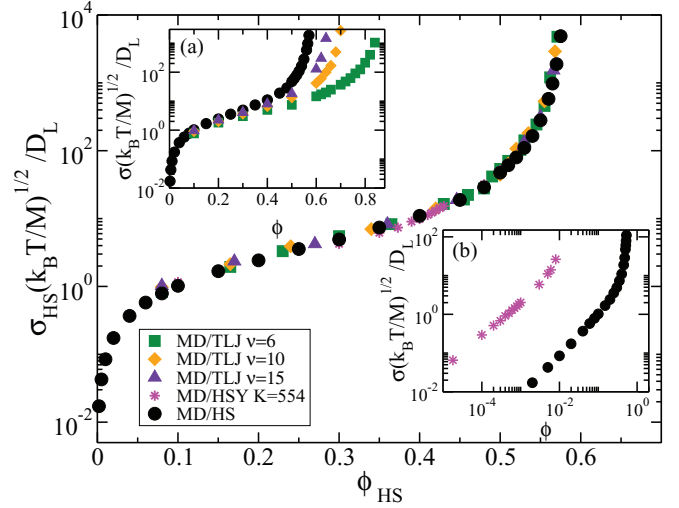 σ_HS(k_BT/M)^1/2 /D_L
10^4
10^2
10^0
10^-2
0 0.1 0.2 0.3 0.4 0.5 0.6
ϕ_HS
MD/TLJ ν=6
MD/TLJ ν=10
MD/TLJ ν=15
MD/HSY K=554
MD/HS
(a)
σ(k_BT/M)^1/2 /D_L
10^4
10^2
10^0
10^-2
0.0 0.2 0.4 0.6 0.8
ϕ
(b)
σ(k_BT/M)^1/2 /D_L
10^2
10^0
10^-2
10^-4 10^-2 10^0
ϕ